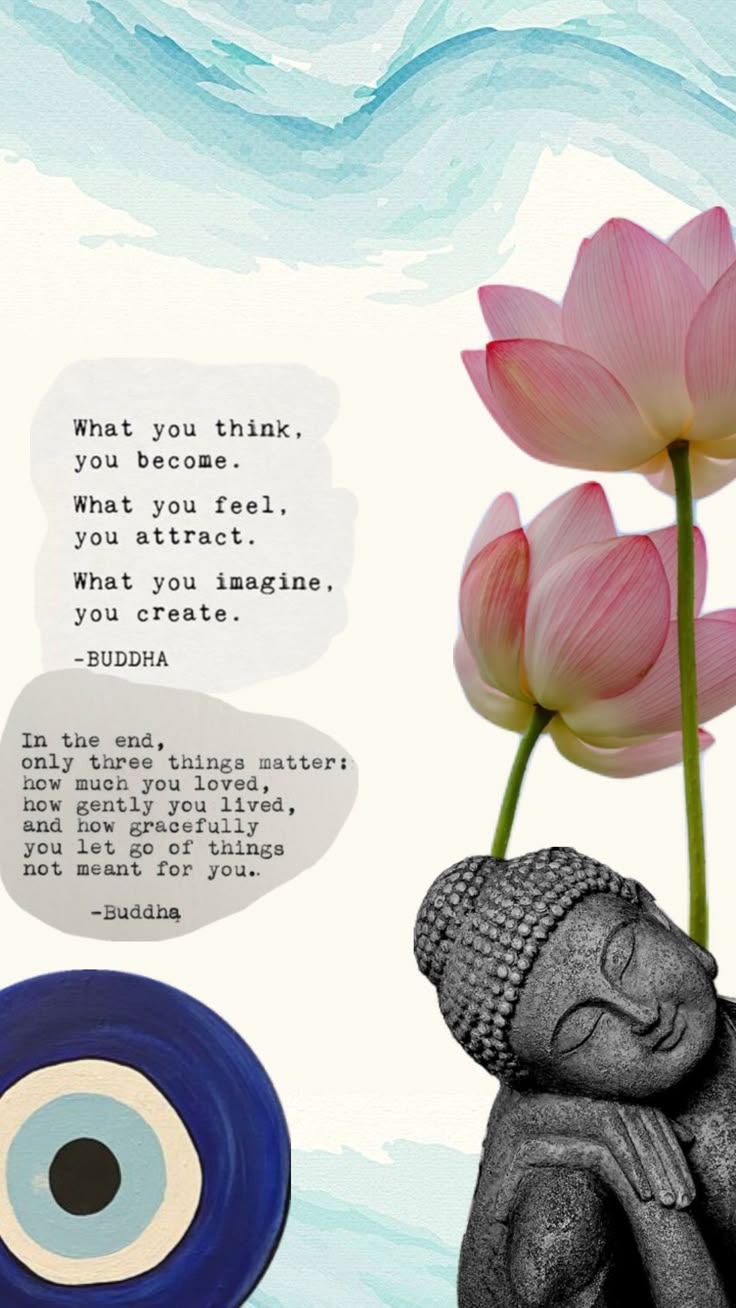 What you think,
you become.
What you feel,
you attract.
What you imagine,
you create.
-BUDDHA
In the end,
only three things matter:
how much you loved,
how gently you lived,
and how gracefully
you let go of things
not meant for you..
-Buddha